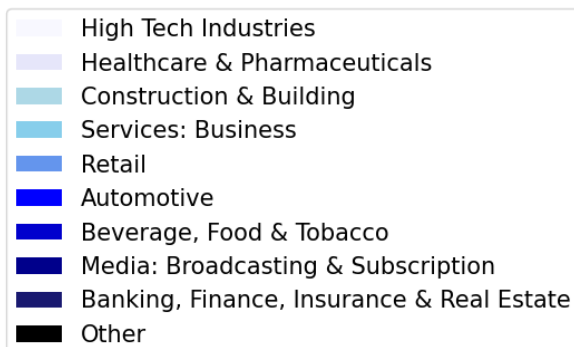 High Tech Industries
Healthcare & Pharmaceuticals
Construction & Building
Services: Business
Retail
Automotive
Beverage, Food & Tobacco
Media: Broadcasting & Subscription
Banking, Finance, Insurance & Real Estate
Other